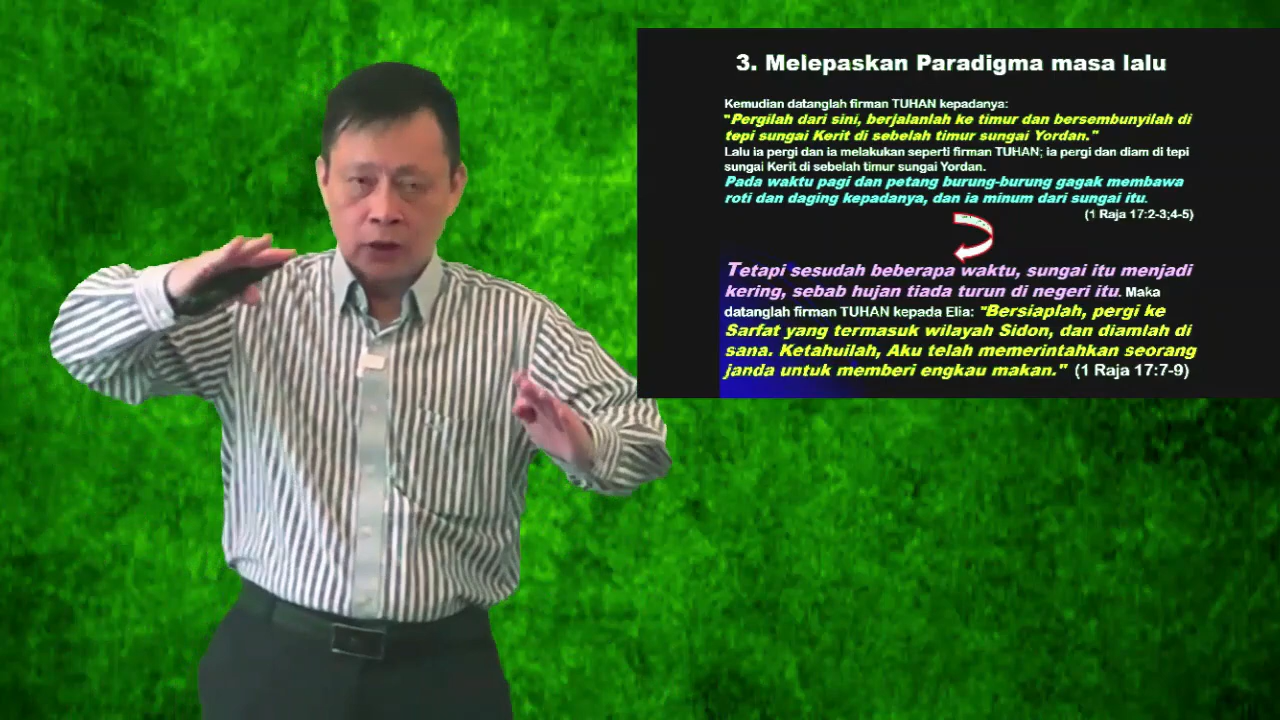 3. Melepaskan Paradigma masa lalu
Kemudian datanglah firman TUHAN kepadanya:
"Pergilah dari sini, berjalanlah ke timur dan bersembunyilah di
tepi sungai Kerit di sebelah timur sungai Yordan."
Lalu ia pergi dan ia melakukan seperti firman TUHAN; ia pergi dan diam di tepi
sungai Kerit di sebelah timur sungai Yordan.
Pada waktu pagi dan petang burung-burung gagak membawa
roti dan daging kepadanya, dan ia minum dari sungai itu.
(1 Raja 17:2-3;4-5)
Tetapi sesudah beberapa waktu, sungai itu menjadi
kering, sebab hujan tiada turun di negeri itu. Maka
datanglah firman TUHAN kepada Elia: "Bersiaplah, pergi ke
Sarfat yang termasuk wilayah Sidon, dan diamlah di
sana. Ketahuilah, Aku telah memerintahkan seorang
janda untuk memberi engkau makan." (1 Raja 17:7-9)